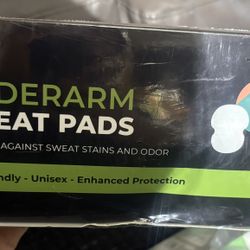 DERARM
EAT PADS
AGAINST SWEAT STAINS AND ODOR
ndly - Unisex - Enhanced Protection